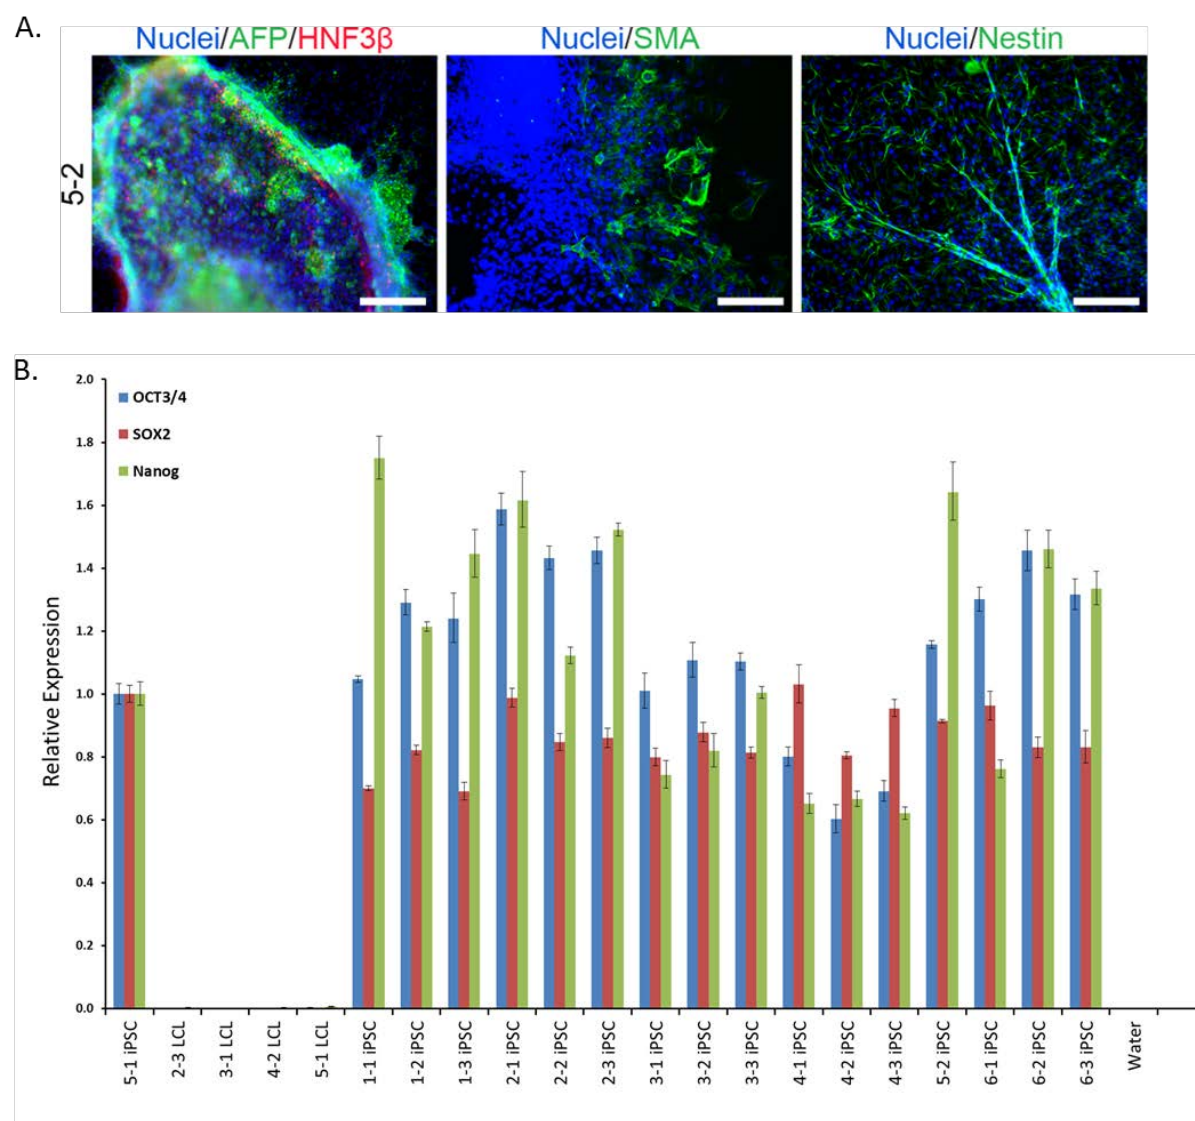 A.
Nuclei/AFP/HNF3β
Nuclei/SMA
Nuclei/Nestin
5-2
B.
2.0
OCT3/4
SOX2
Nanog
1.8
1.6
1.4
1.2
1.0
0.8
0.6
0.4
0.2
0.0
Relative Expression
5-1 iPSC
2-3 LCL
3-1 LCL
4-2 LCL
5-1 LCL
1-1 iPSC
1-2 iPSC
1-3 iPSC
2-1 iPSC
2-2 iPSC
2-3 iPSC
3-1 iPSC
3-2 iPSC
3-3 iPSC
4-1 iPSC
4-2 iPSC
4-3 iPSC
5-2 iPSC
6-1 iPSC
6-2 iPSC
6-3 iPSC
Water